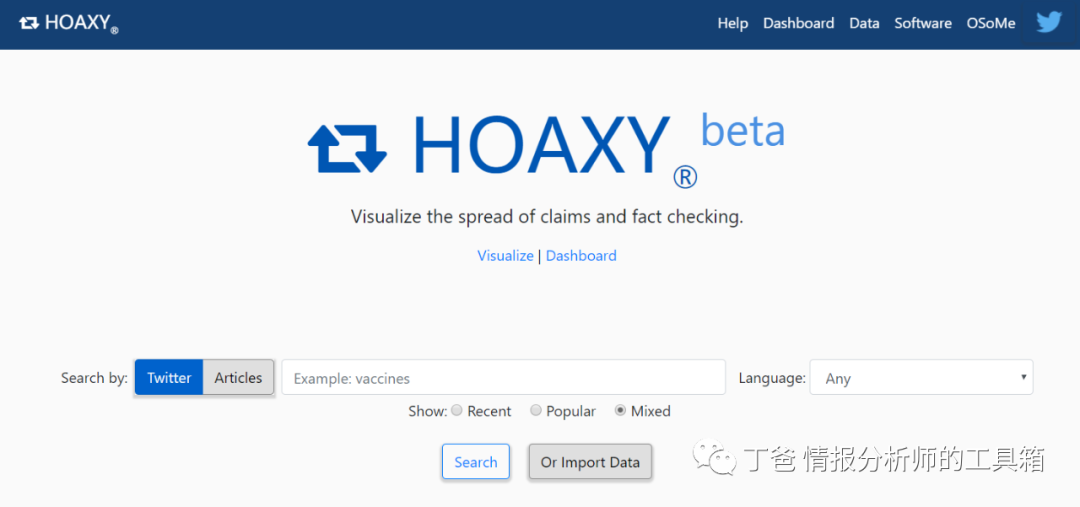 HOAXY® Help Dashboard Data Software OSoMe
HOAXY® beta
Visualize the spread of claims and fact checking.
Visualize | Dashboard
Search by: Twitter Articles Example: vaccines Language: Any
Show: Recent Popular Mixed
Search Or Import Data
丁爸 情报分析师的工具箱